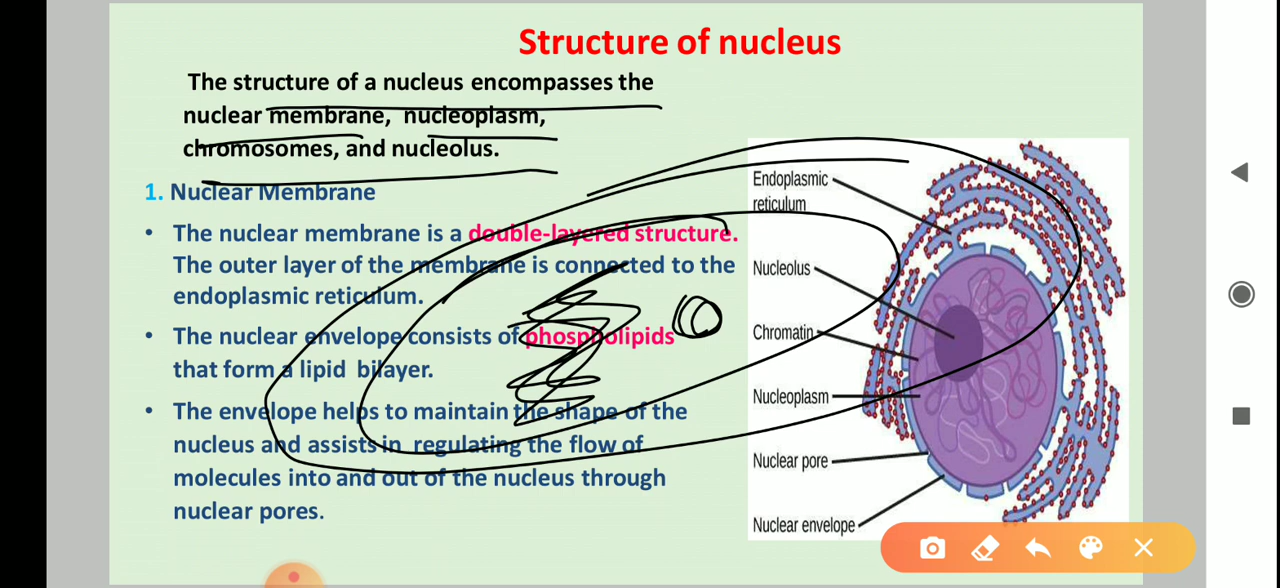 Structure of nucleus
The structure of a nucleus encompasses the
nuclear membrane, nucleoplasm,
chromosomes, and nucleolus.
1. Nuclear Membrane
• The nuclear membrane is a double-layered structure.
The outer layer of the membrane is connected to the
endoplasmic reticulum.
• The nuclear envelope consists of phospholipids
that form a lipid bilayer.
• The envelope helps to maintain the shape of the
nucleus and assists in regulating the flow of
molecules into and out of the nucleus through
nuclear pores.
Endoplasmic
reticulum
Nucleolus
Chromatin
Nucleoplasm
Nuclear pore
Nuclear envelope